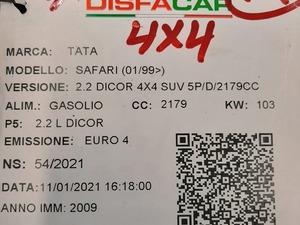 DISFACAR
4X4
MARCA: TATA
MODELLO: SAFARI (01/99>)
VERSIONE: 2.2 DICOR 4X4 SUV 5P/D/2179CC
ALIM.: GASOLIO CC: 2179 KW: 103
P5: 2.2 L DICOR
EMISSIONE: EURO 4
NS: 54/2021
DATA:11/01/2021 16:18:00
ANNO IMM: 2009